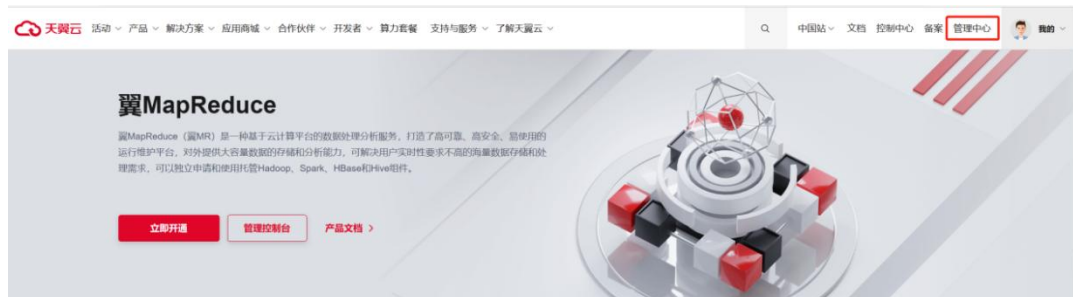 天翼云 活动 产品 解决方案 应用商城 合作伙伴 开发者 算力套餐 支持与服务 了解天翼云 中国站 文档 控制中心 备案 管理中心 我的
翼MapReduce
翼MapReduce（翼MR）是一种基于云计算平台的数据处理分析服务，打造了高可靠、高安全、易使用的
运行维护平台，对外提供大容量数据的存储和分析能力，可解决用户实时性要求不高的海量数据存储和处
理需求，可以独立申请和使用托管Hadoop、Spark、HBase和Hive组件。
立即开通 管理控制台 产品文档 >